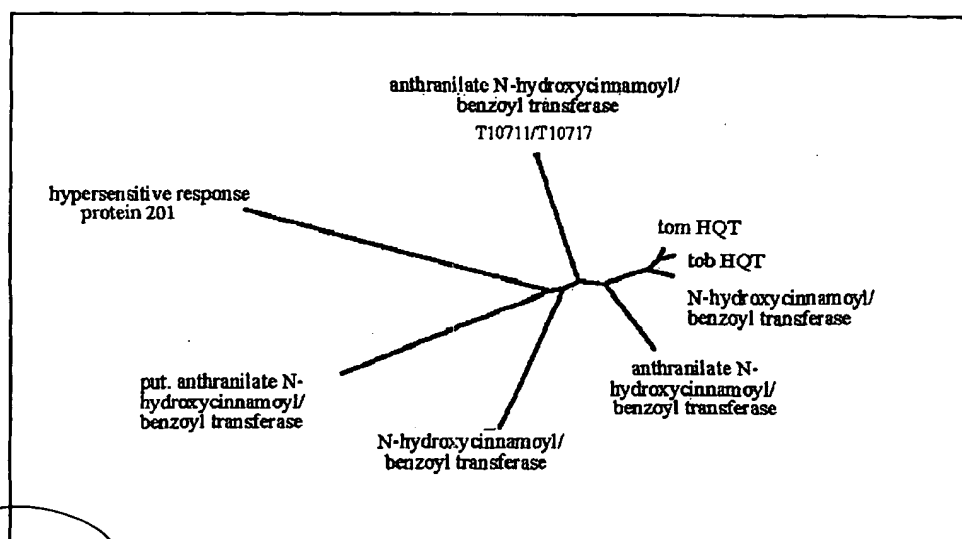 anthranilate N-hydroxycinnamoyl/
benzoyl transferase
T10711/T10717
hypersensitive response
protein 201
tom HQT
tob HQT
N-hydroxycinnamoyl/
benzoyl transferase
anthranilate N-
hydroxycinnamoyl/
benzoyl transferase
put. anthranilate N-
hydroxycinnamoyl/
benzoyl transferase
N-hydroxycinnamoyl/
benzoyl transferase